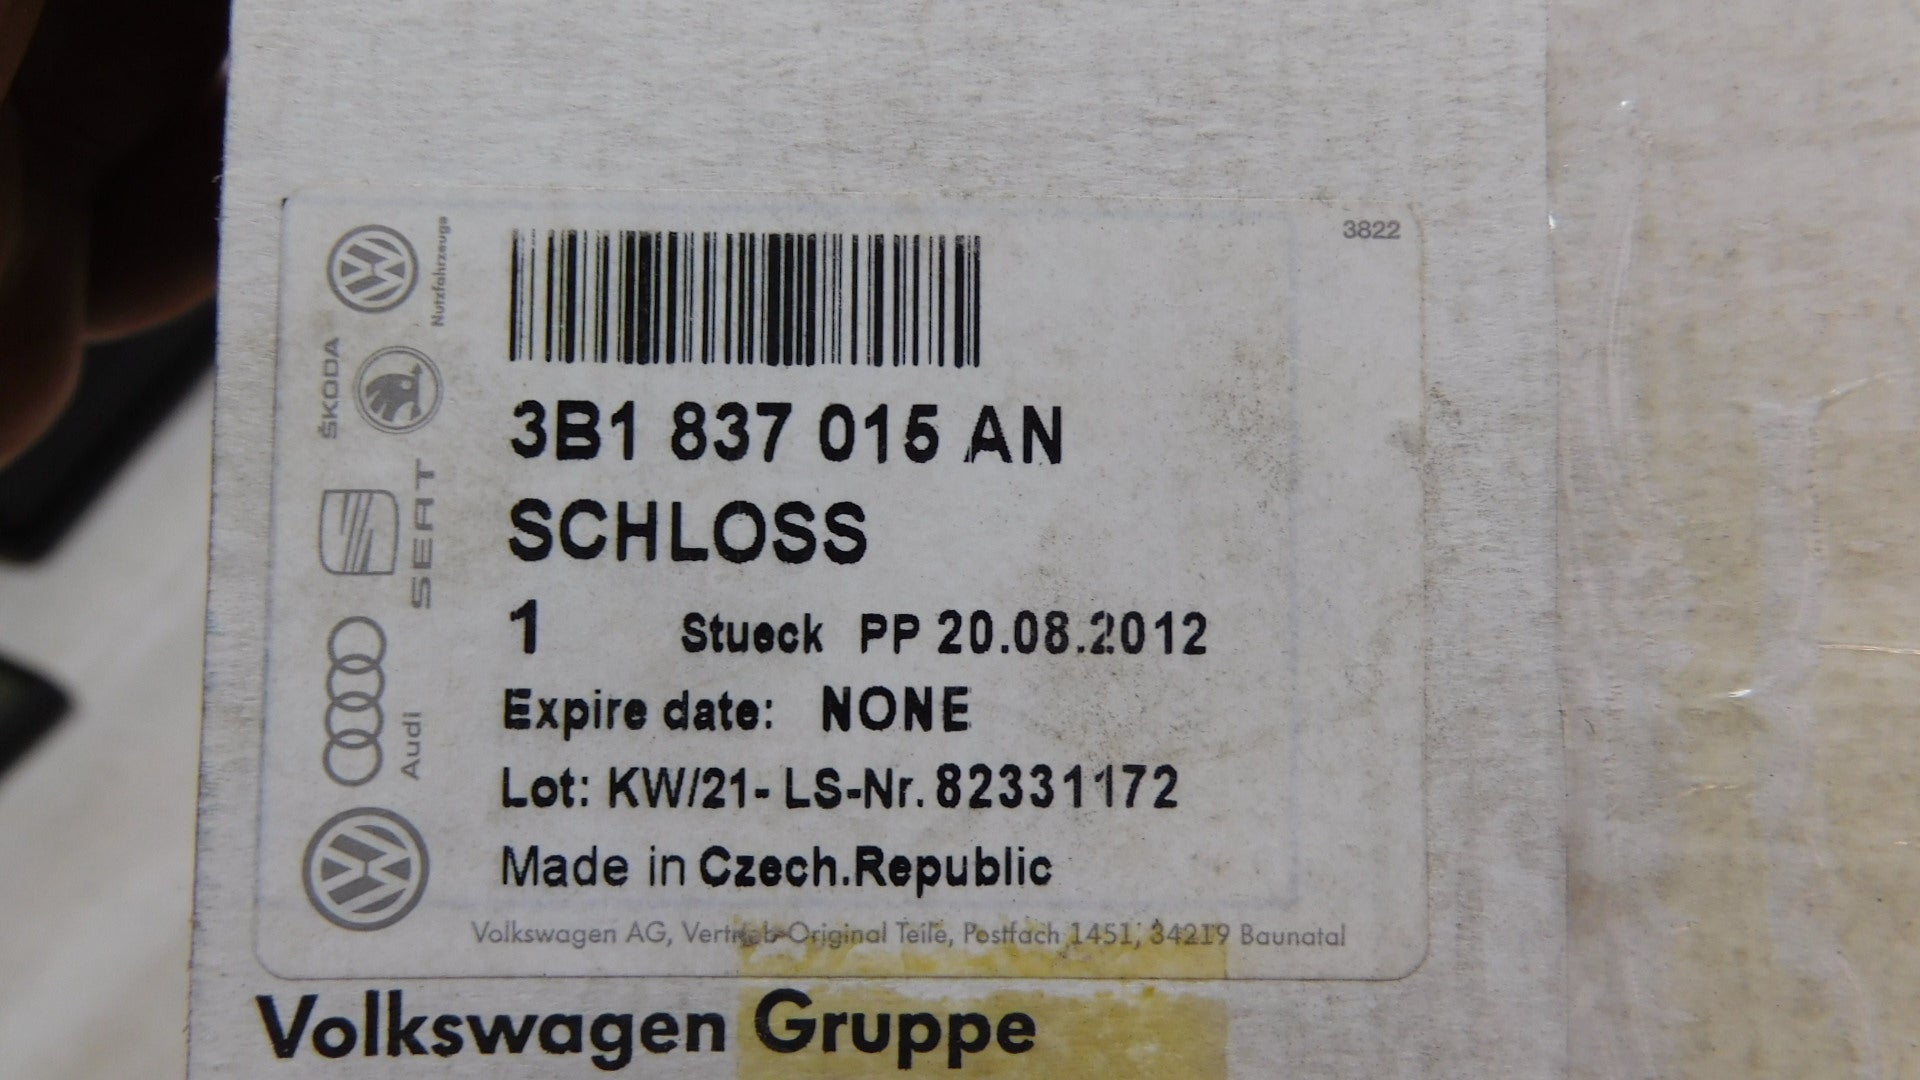 3822
Nutzfahrzeuge
ŠKODA
SEAT
Audi
3B1 837 015 AN
SCHLOSS
1 Stueck PP 20.08.2012
Expire date: NONE
Lot: KW/21- LS-Nr. 82331172
Made in Czech.Republic
Volkswagen AG, Vertrieb-Original Teile, Postfach 1451, 34219 Baunatal
Volkswagen Gruppe